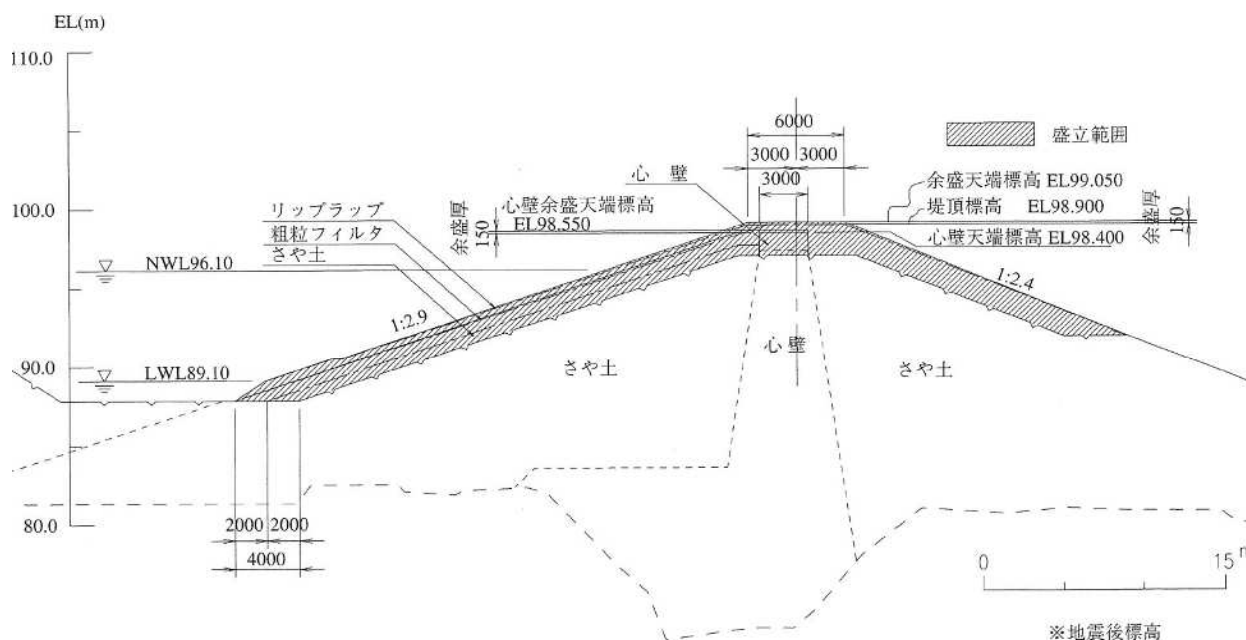 EL(m)
110.0
100.0
90.0
80.0
6000
3000 3000
3000
盛立範囲
心 壁
余盛天端標高 EL99.050
堤頂標高 EL98.900
心壁天端標高 EL98.400
余盛厚
150
心壁余盛天端標高
EL98.550
余盛厚
150
リップラップ
粗粒フィルタ
さや土
NWL96.10
1:2.9
1:2.4
LWL89.10
さや土
心 壁
さや土
2000 2000
4000
0
15
※地震後標高